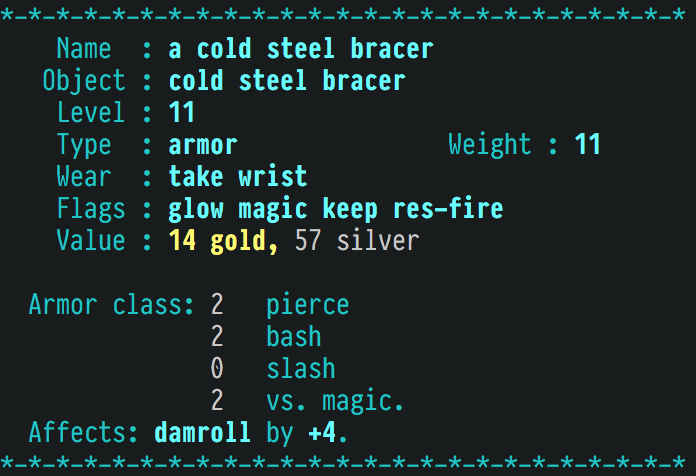 *-*-*-*-*-*-*-*-*-*-*-*-*-*-*-*-*-*-*-*-*-*-*-*-*
Name : a cold steel bracer
Object : cold steel bracer
Level : 11
Type : armor Weight : 11
Wear : take wrist
Flags : glow magic keep res-fire
Value : 14 gold, 57 silver
Armor class: 2 pierce
2 bash
0 slash
2 vs. magic.
Affects: damroll by +4.
*-*-*-*-*-*-*-*-*-*-*-*-*-*-*-*-*-*-*-*-*-*-*-*-*